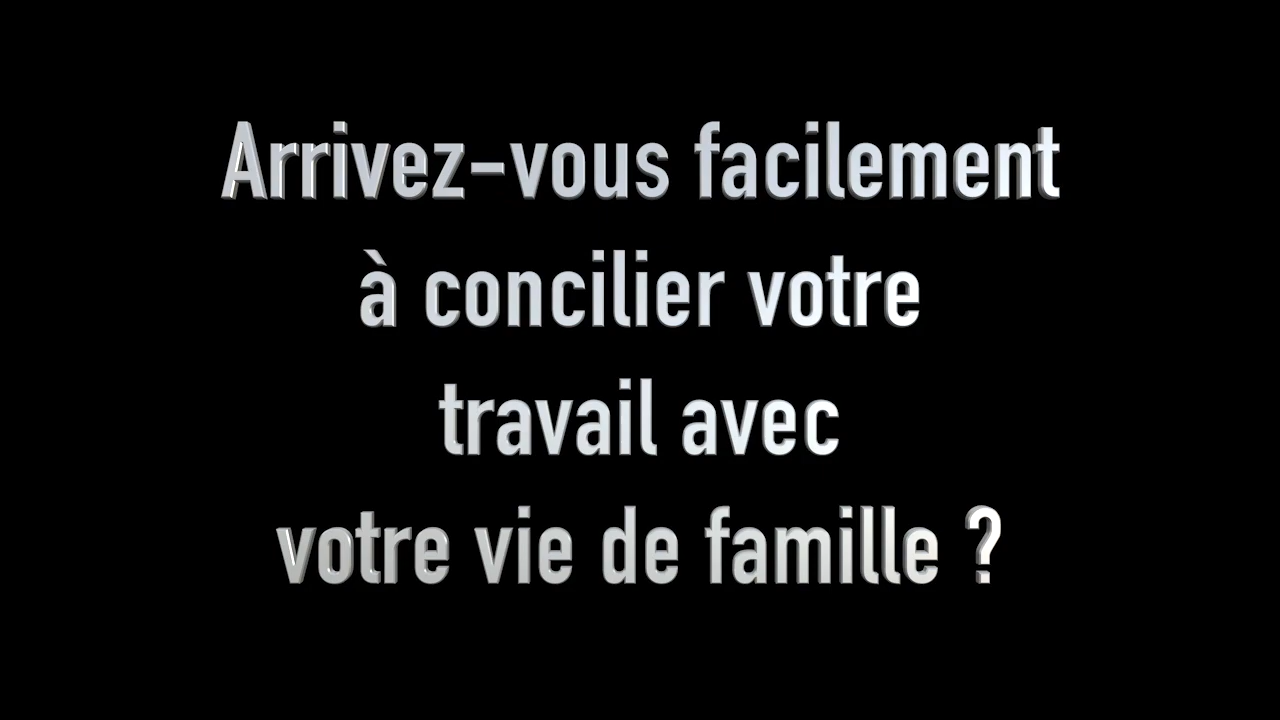 Arrivez-vous facilement
à concilier votre
travail avec
votre vie de famille ?